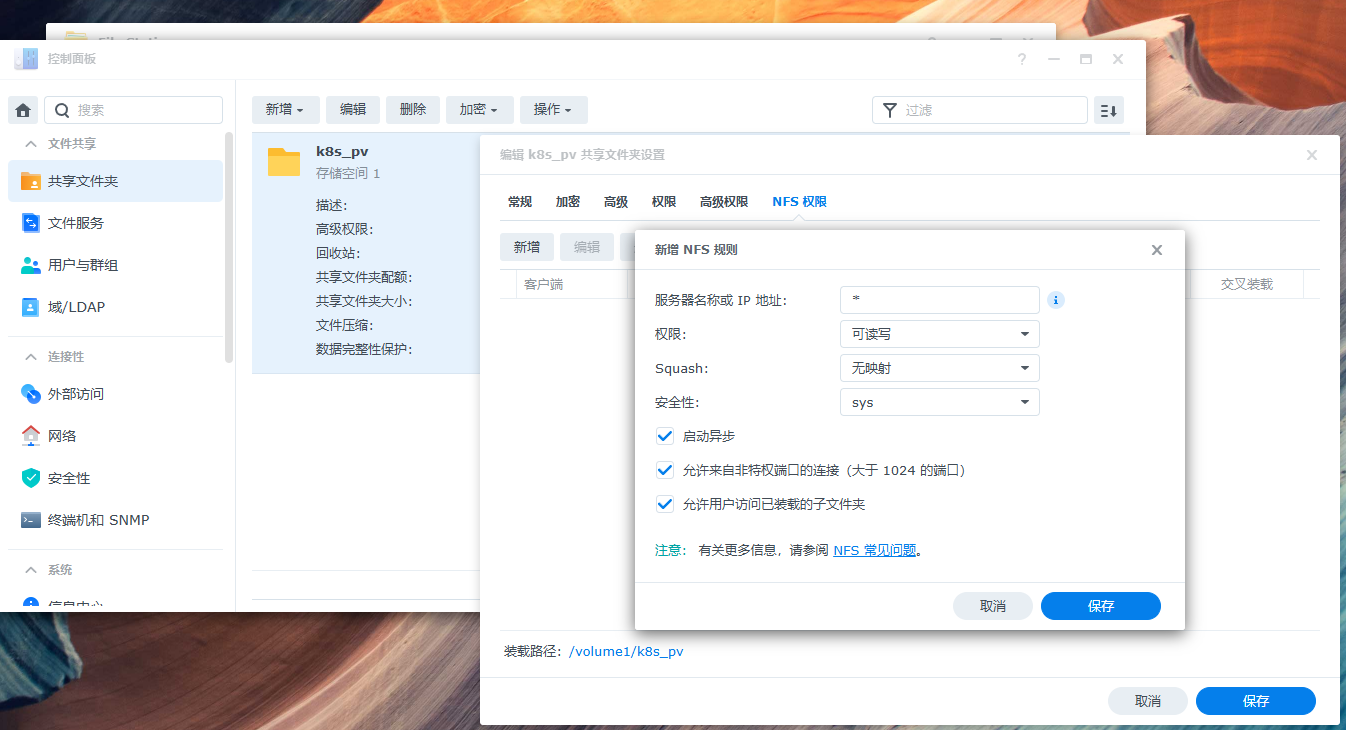 控制面板
搜索
文件共享
共享文件夹
文件服务
用户与群组
域/LDAP
连接性
外部访问
网络
安全性
终端机和 SNMP
系统
信息中心
新增
编辑
删除
加密
操作
过滤
k8s_pv
存储空间 1
描述:
高级权限:
回收站:
共享文件夹配额:
共享文件夹大小:
文件压缩:
数据完整性保护:
编辑 k8s_pv 共享文件夹设置
常规 加密 高级 权限 高级权限 NFS 权限
新增 编辑
客户端 交叉装载
新增 NFS 规则
服务器名称或 IP 地址: *
权限: 可读写
Squash: 无映射
安全性: sys
启动异步
允许来自非特权端口的连接（大于 1024 的端口）
允许用户访问已装载的子文件夹
注意: 有关更多信息，请参阅 NFS 常见问题。
取消 保存
装载路径: /volume1/k8s_pv
取消 保存